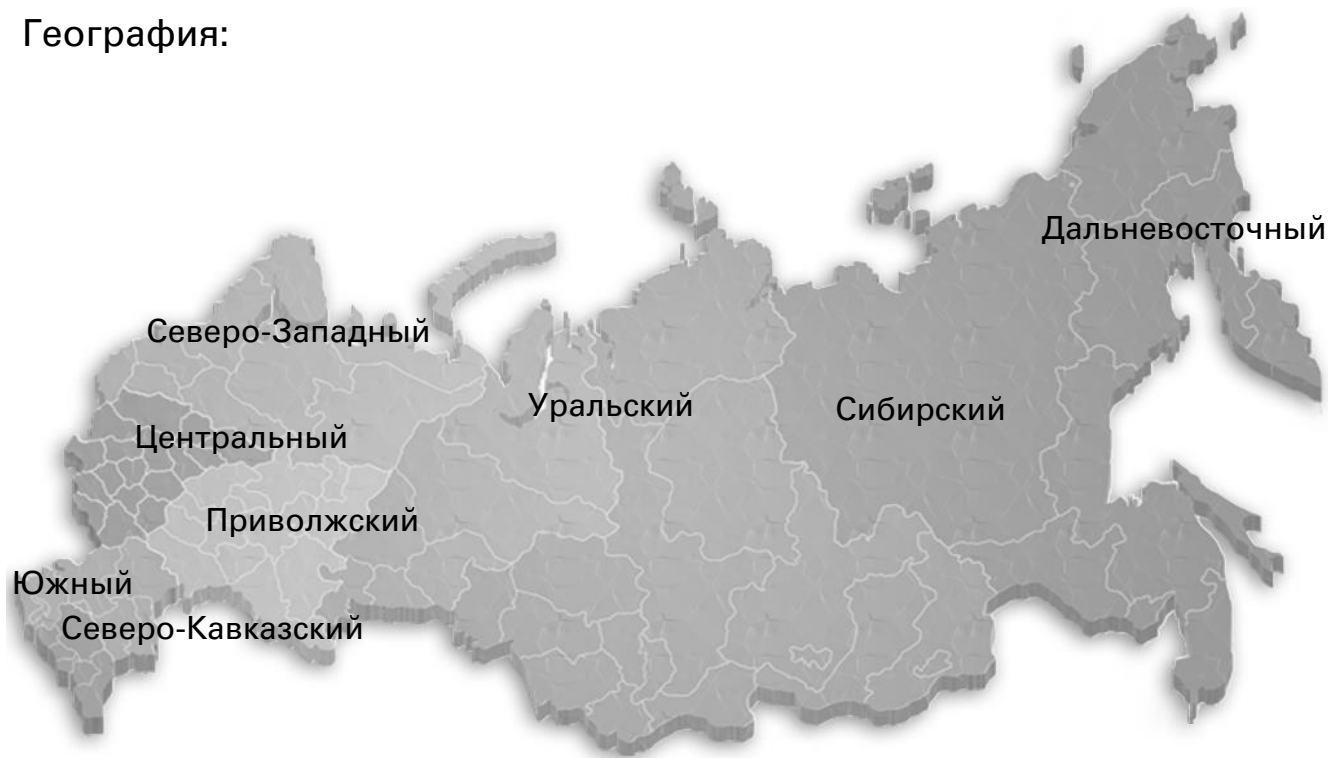 География:
Дальневосточный
Северо-Западный
Уральский
Сибирский
Центральный
Приволжский
Южный
Северо-Кавказский